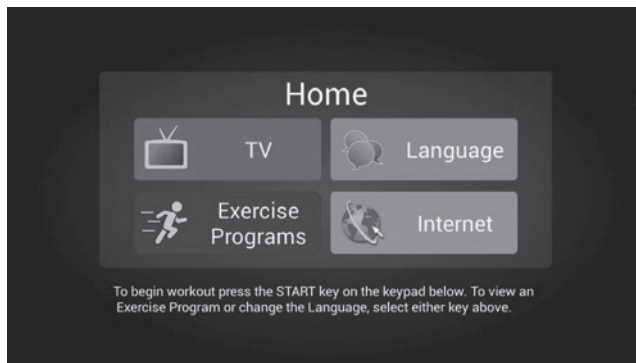 Home
TV
Language
Exercise
Programs
Internet
To begin workout press the START key on the keypad below. To view an
Exercise Program or change the Language, select either key above.